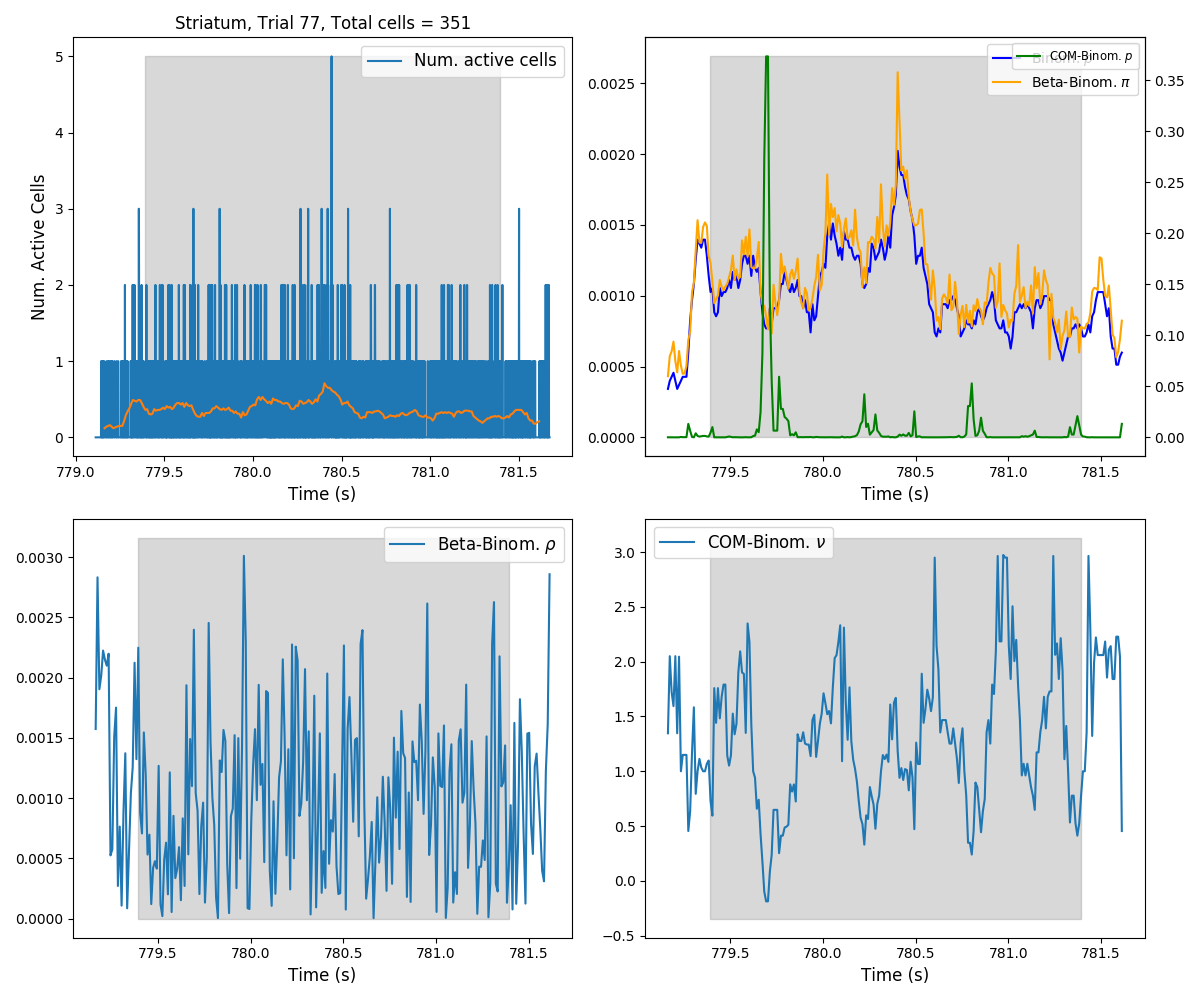 Striatum, Trial 77, Total cells = 351
Num. Active Cells
5
4
3
2
1
0
Num. active cells
779.0 779.5 780.0 780.5 781.0 781.5
Time (s)
0.0025
0.0020
0.0015
0.0010
0.0005
0.0000
COM-Binom. p
Beta-Binom. π
0.35
0.30
0.25
0.20
0.15
0.10
0.05
0.00
779.5 780.0 780.5 781.0 781.5
Time (s)
0.0030
0.0025
0.0020
0.0015
0.0010
0.0005
0.0000
Beta-Binom. ρ
779.5 780.0 780.5 781.0 781.5
Time (s)
3.0
2.5
2.0
1.5
1.0
0.5
0.0
−0.5
COM-Binom. ν
779.5 780.0 780.5 781.0 781.5
Time (s)